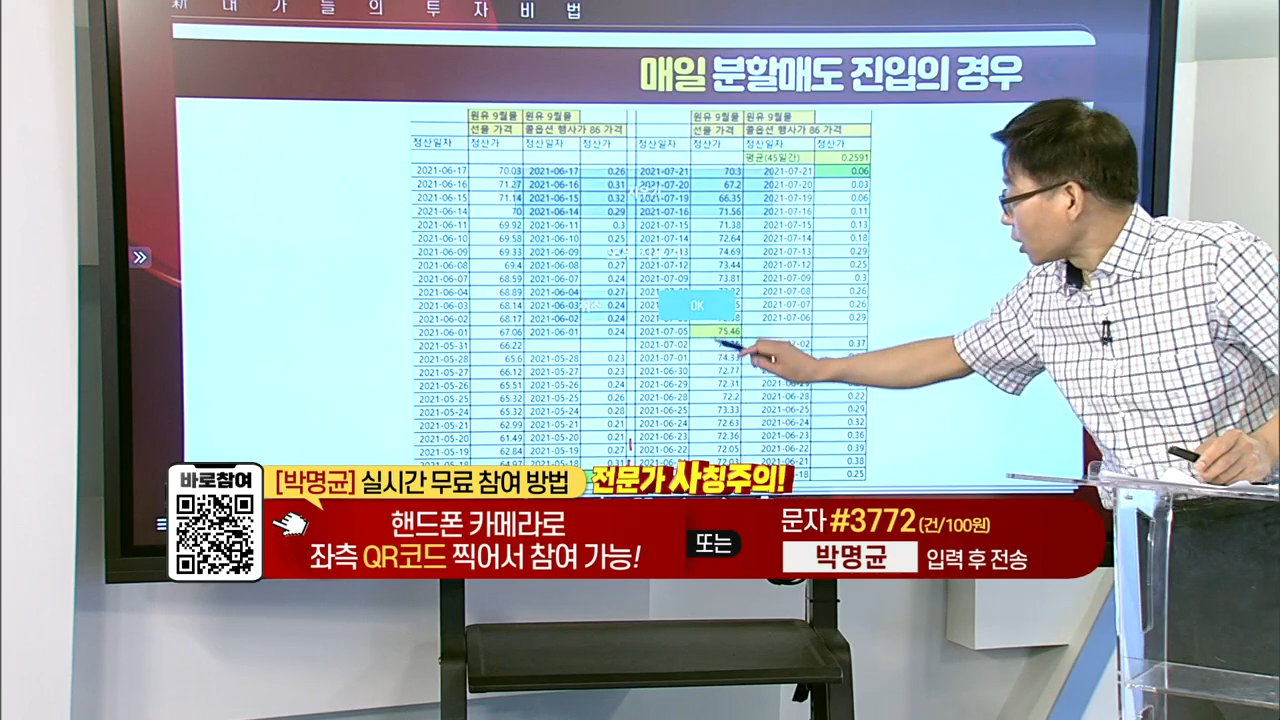 新 대 가 들 의 투 자 비 법
매일 분할매도 진입의 경우
원유 9월물 원유 9월물 원유 9월물 원유 9월물
선물 가격 콜옵션 행사가 86 가격 선물 가격 콜옵션 행사가 86 가격
정산일자 정산가 정산일자 정산가 정산일자 정산가 정산일자 정산가
평균(45일간) 0.2591
2021-06-17 70.03 2021-06-17 0.26 2021-07-21 70.3 2021-07-21 0.06
2021-06-16 71.27 2021-06-16 0.31 2021-07-20 67.2 2021-07-20 0.03
2021-06-15 71.14 2021-06-15 0.32 2021-07-19 66.35 2021-07-19 0.06
2021-06-14 70 2021-06-14 0.29 2021-07-16 71.56 2021-07-16 0.11
2021-06-11 69.92 2021-06-11 0.3 2021-07-15 71.38 2021-07-15 0.13
2021-06-10 69.58 2021-06-10 0.25 2021-07-14 72.64 2021-07-14 0.18
2021-06-09 69.33 2021-06-09 74.69 2021-07-13 0.29
2021-06-08 69.4 2021-06-08 0.27 2021-07-12 73.44 2021-07-12 0.25
2021-06-07 68.59 2021-06-07 0.24 2021-07-09 73.81 2021-07-09 0.3
2021-06-04 68.89 2021-06-04 0.27 2021-07-08 0.26
2021-06-03 68.14 2021-06-03 0.24 OK 2021-07-07 0.26
2021-06-02 68.17 2021-06-02 0.24 2021-07-06 0.29
2021-06-01 67.06 2021-06-01 0.24 2021-07-05 75.46
2021-05-31 66.22 2021-07-02 0.37
2021-05-28 65.6 2021-05-28 0.23 2021-07-01 74.33
2021-05-27 66.12 2021-05-27 0.23 2021-06-30 72.77
2021-05-26 65.51 2021-05-26 0.24 2021-06-29 72.31 2021-06-29
2021-05-25 65.32 2021-05-25 0.26 2021-06-28 72.2 2021-06-28 0.22
2021-05-24 65.32 2021-05-24 0.28 2021-06-25 73.33 2021-06-25 0.29
2021-05-21 62.99 2021-05-21 0.21 2021-06-24 72.63 2021-06-24 0.32
2021-05-20 61.49 2021-05-20 0.21 2021-06-23 72.36 2021-06-23 0.36
2021-05-19 62.84 2021-05-19 0.27 2021-06-22 72.05 2021-06-22 0.39
2021-05-18 64.97 2021-05-18 0.31 2021-06-21 72.03 2021-06-21 0.38
0.25
바로참여
[박명균] 실시간 무료 참여 방법
전문가 사칭주의!
핸드폰 카메라로
좌측 QR코드 찍어서 참여 가능!
또는
문자 #3772 (건/100원)
박명균 입력 후 전송